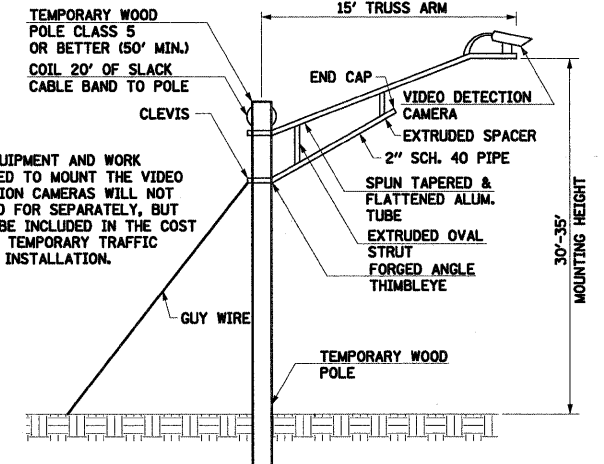 TEMPORARY WOOD
POLE CLASS 5
OR BETTER (50' MIN.)
COIL 20' OF SLACK
CABLE BAND TO POLE
CLEVIS
15' TRUSS ARM
END CAP
VIDEO DETECTION
CAMERA
EXTRUDED SPACER
2" SCH. 40 PIPE
SPUN TAPERED &
FLATTENED ALUM.
TUBE
EXTRUDED OVAL
STRUT
FORGED ANGLE
THIMBLEYE
30'-35'
MOUNTING HEIGHT
AND WORK
TO MOUNT THE VIDEO
CAMERAS WILL NOT
FOR SEPARATELY, BUT
BE INCLUDED IN THE COST
TEMPORARY TRAFFIC
INSTALLATION.
GUY WIRE
TEMPORARY WOOD
POLE